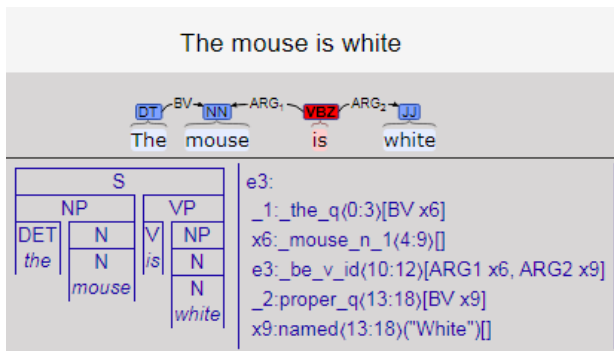 The mouse is white
DT BV NN ARG1 VBZ ARG2 JJ
The mouse is white
S
NP VP
DET N V NP
the N is N
mouse N
white
e3:
_1:_the_q⟨0:3⟩[BV x6]
x6:_mouse_n_1⟨4:9⟩[]
e3:_be_v_id⟨10:12⟩[ARG1 x6, ARG2 x9]
_2:proper_q⟨13:18⟩[BV x9]
x9:named⟨13:18⟩("White")[]